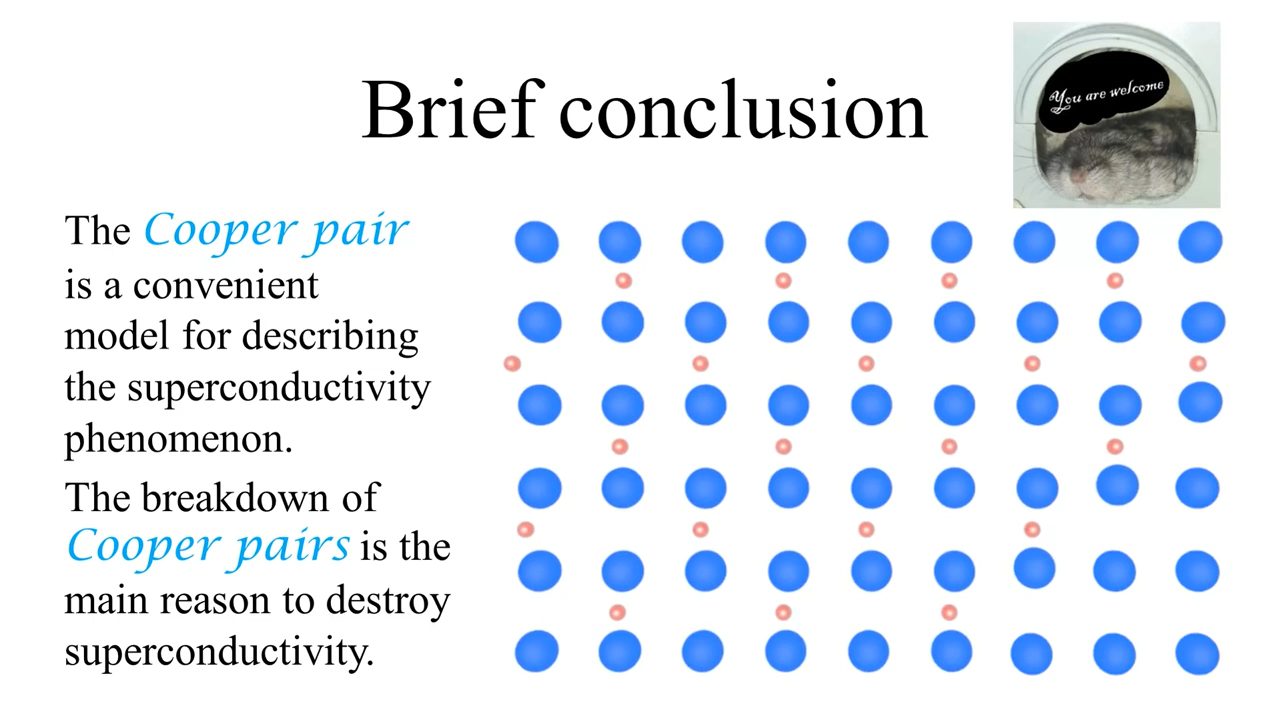 Brief conclusion
You are welcome
The Cooper pair
is a convenient
model for describing
the superconductivity
phenomenon.
The breakdown of
Cooper pairs is the
main reason to destroy
superconductivity.